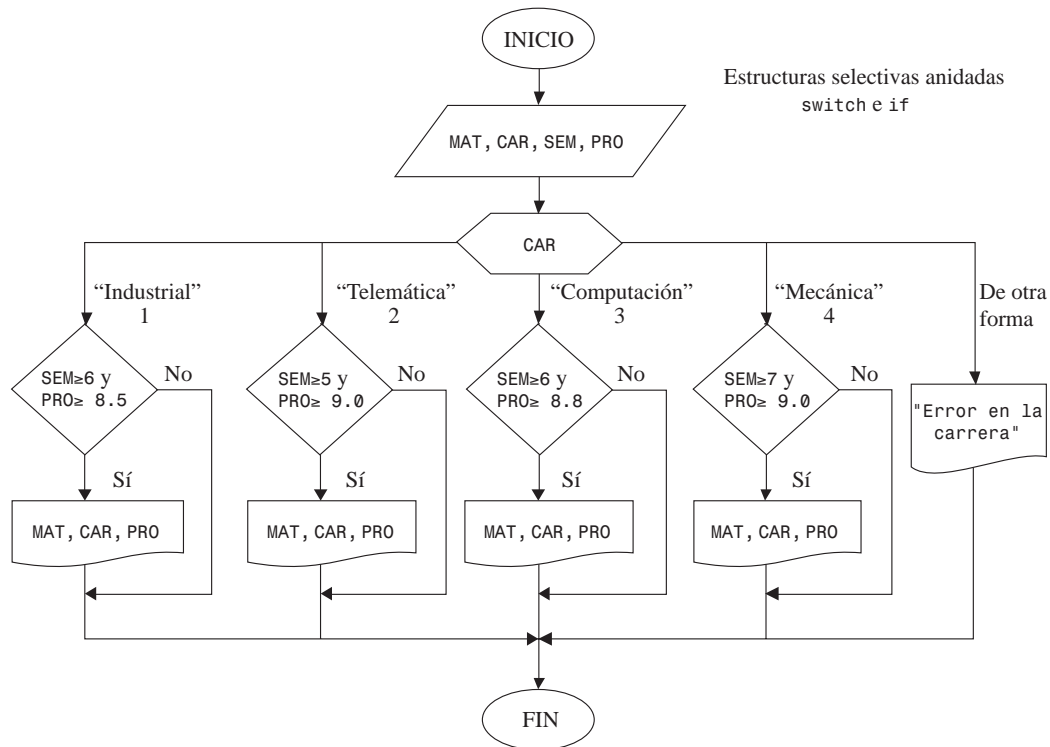 INICIO
Estructuras selectivas anidadas
switch e if
MAT, CAR, SEM, PRO
CAR
“Industrial”
1
“Telemática”
2
“Computación”
3
“Mecánica”
4
De otra
forma
SEM≥6 y
PRO≥ 8.5
No
SEM≥5 y
PRO≥ 9.0
No
SEM≥6 y
PRO≥ 8.8
No
SEM≥7 y
PRO≥ 9.0
No
"Error en la
carrera"
Sí
Sí
Sí
Sí
MAT, CAR, PRO
MAT, CAR, PRO
MAT, CAR, PRO
MAT, CAR, PRO
FIN